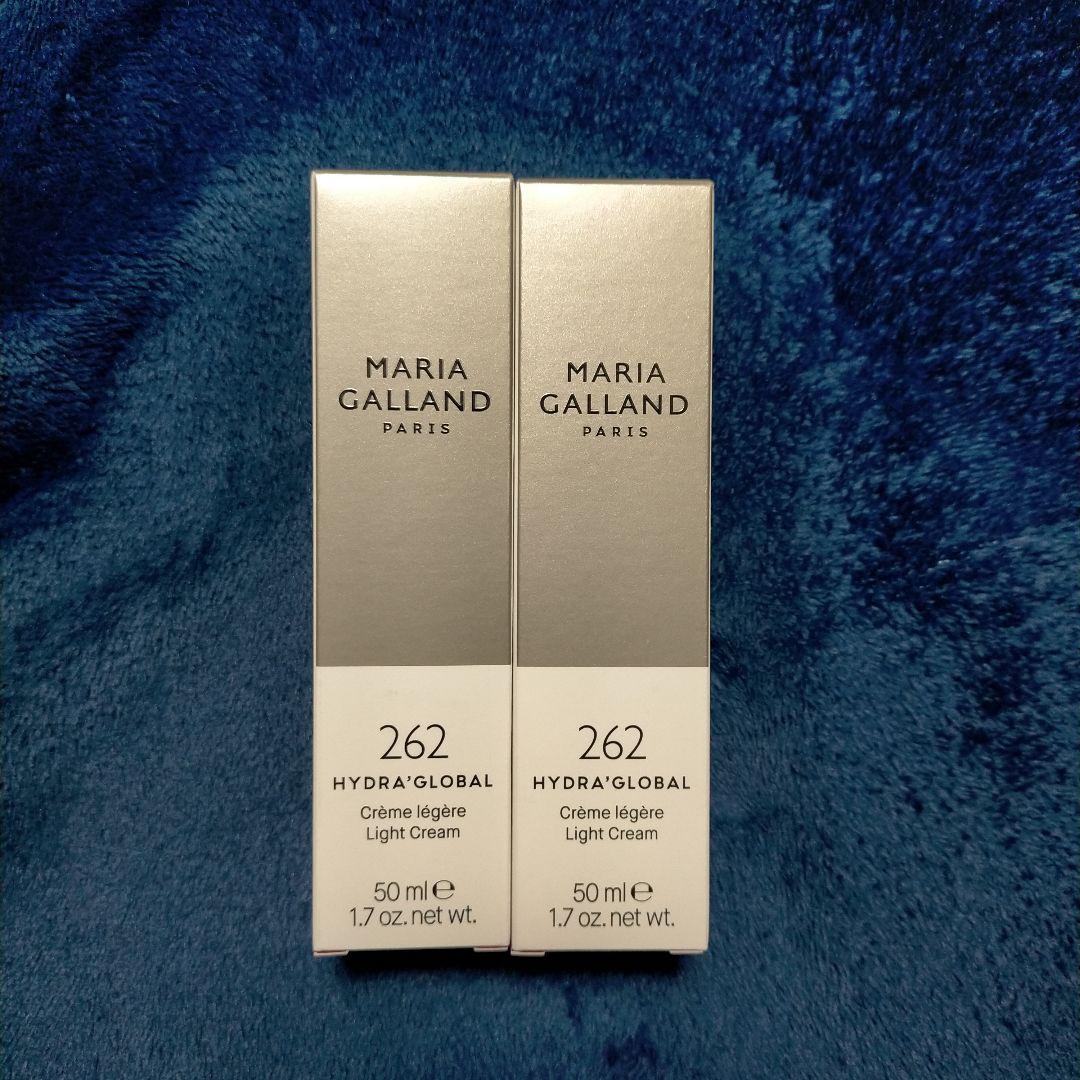 MARIA
GALLAND
PARIS
262
HYDRA'GLOBAL
Crème légère
Light Cream
50 ml ℮
1.7 oz. net wt.
MARIA
GALLAND
PARIS
262
HYDRA'GLOBAL
Crème légère
Light Cream
50 ml ℮
1.7 oz. net wt.